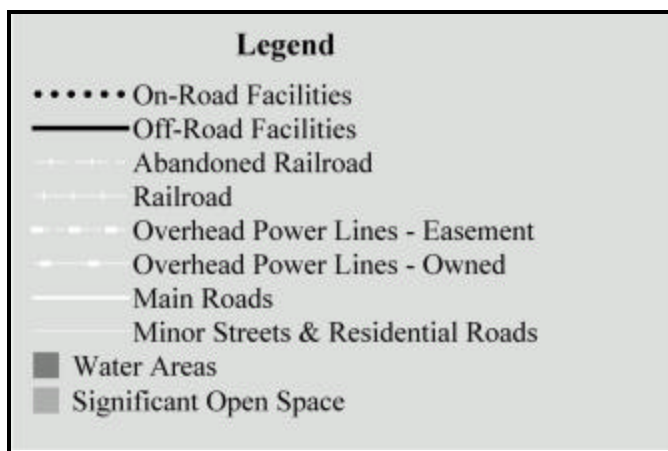 Legend
On-Road Facilities
Off-Road Facilities
Abandoned Railroad
Railroad
Overhead Power Lines - Easement
Overhead Power Lines - Owned
Main Roads
Minor Streets & Residential Roads
Water Areas
Significant Open Space